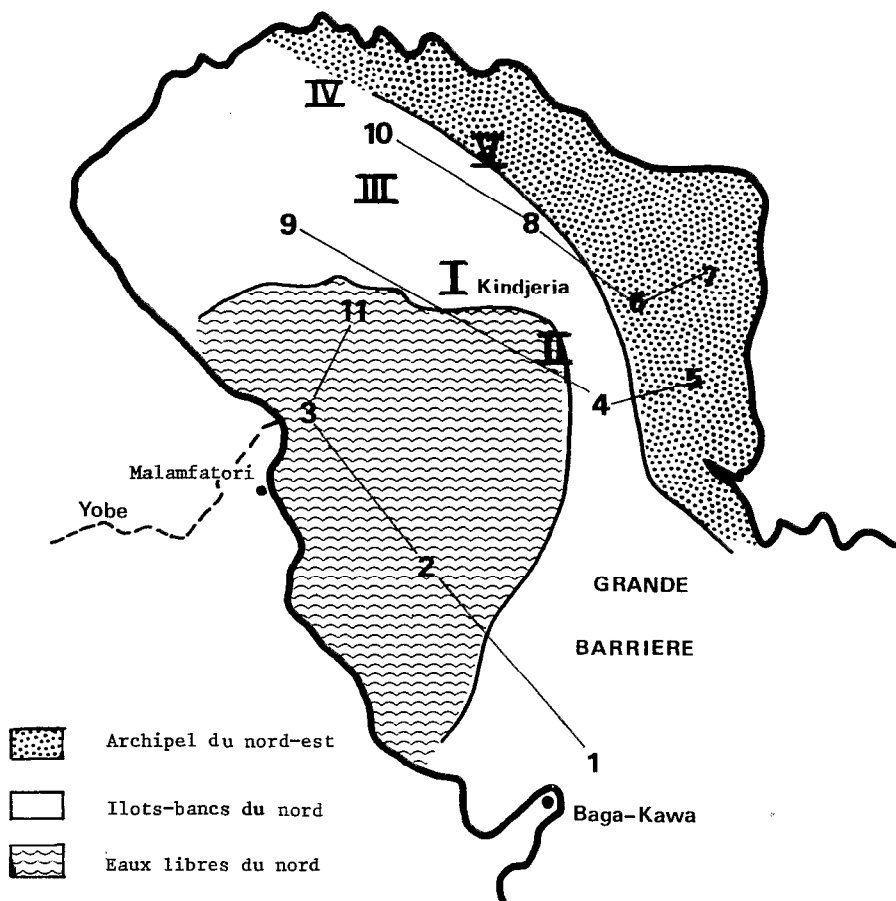 IV
10
V
III
8
9
7
I Kindjeria
6
11
II
5
4
3
Malamfatori
Yobe
2
GRANDE
BARRIERE
Archipel du nord-est
1
Ilots-bancs du nord
Baga-Kawa
Eaux libres du nord